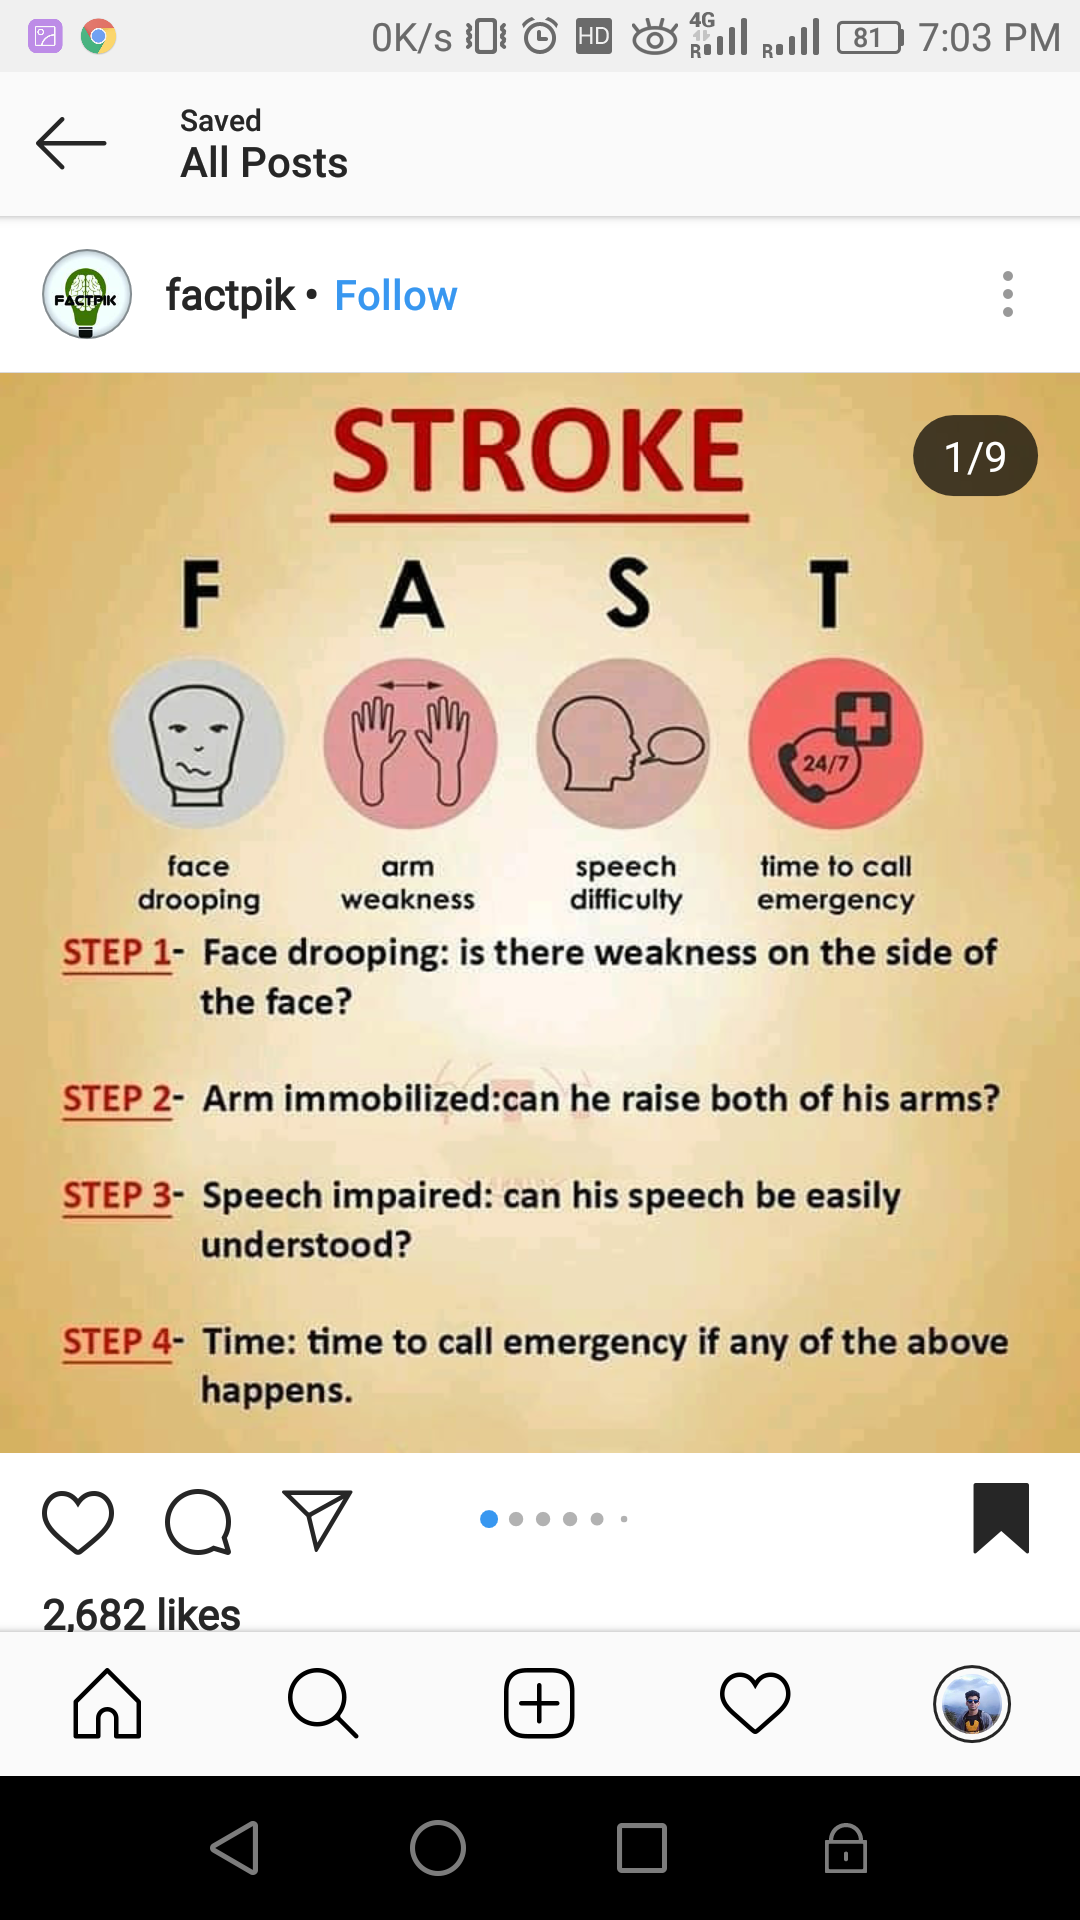 0K/s HD 4G R R 81 7:03 PM
Saved
All Posts
FACTPIK
factpik • Follow
STROKE
1/9
F A S T
24/7
face arm speech time to call
drooping weakness difficulty emergency
STEP 1- Face drooping: is there weakness on the side of
the face?
STEP 2- Arm immobilized:can he raise both of his arms?
STEP 3- Speech impaired: can his speech be easily
understood?
STEP 4- Time: time to call emergency if any of the above
happens.
2,682 likes